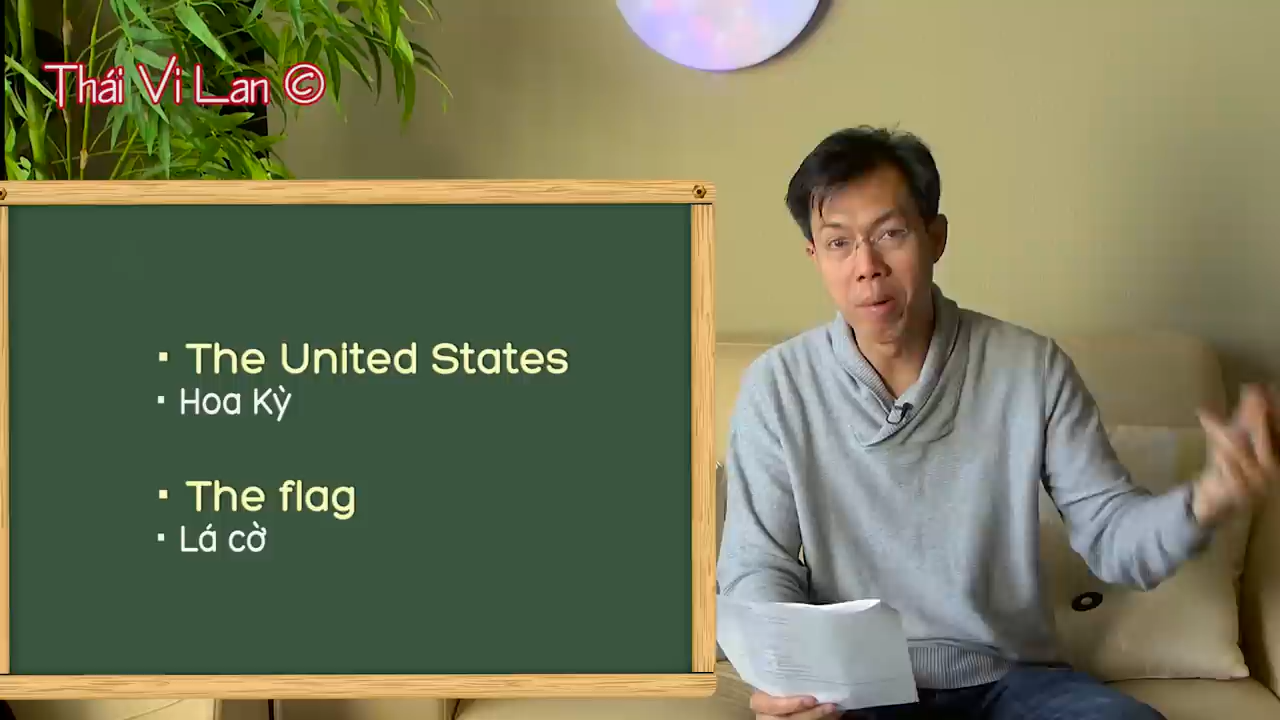 Thái Vi Lan ©
▪ The United States
▪ Hoa Kỳ
▪ The flag
▪ Lá cờ